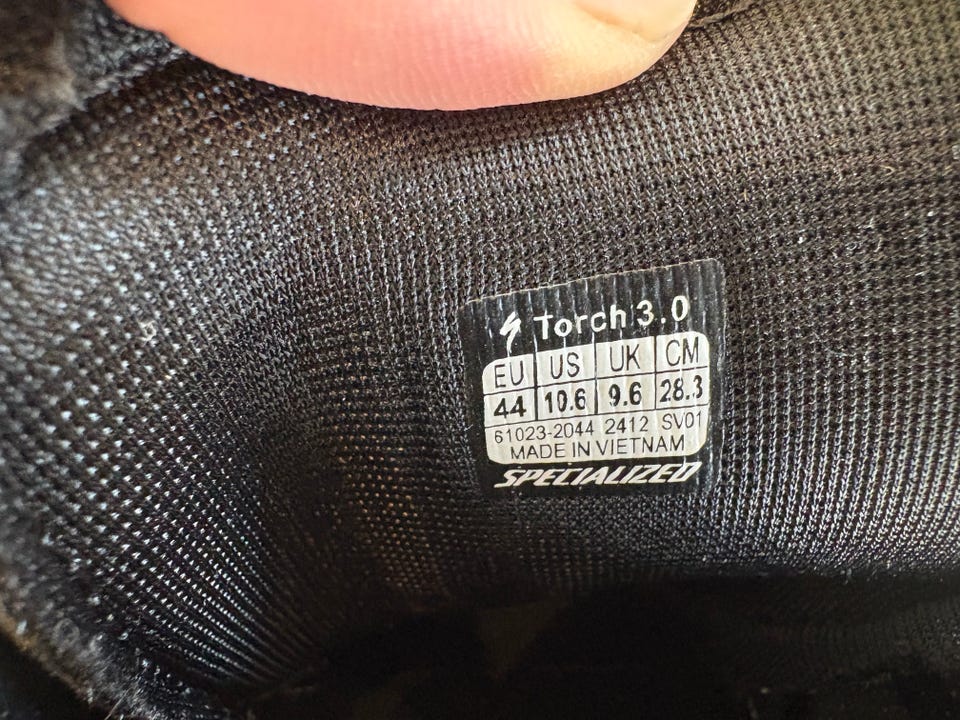 Torch 3.0
EU US UK CM
44 10.6 9.6 28.3
61023-2044 2412 SV01
MADE IN VIETNAM
SPECIALIZED